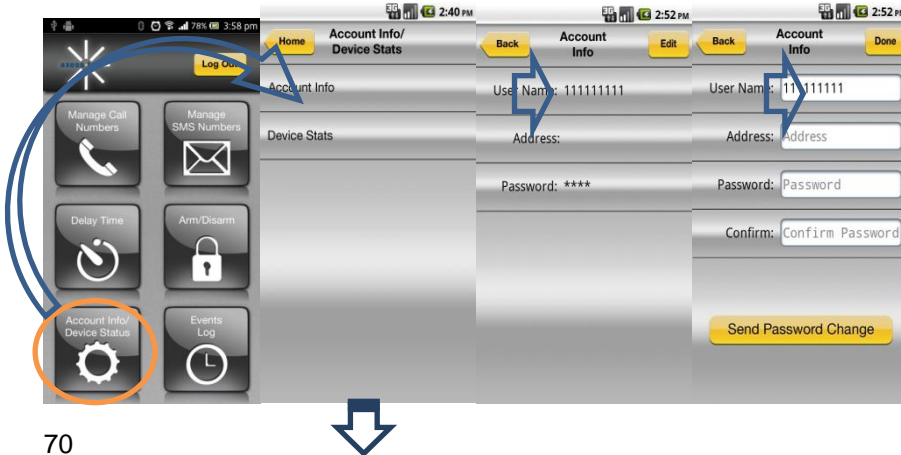 78% 3:58 pm
Log Out
Manage Call
Numbers
Manage
SMS Numbers
Delay Time
Arm/Disarm
Account Info/
Device Status
Events
Log
3G
2:40 PM
Home
Account Info/
Device Stats
Account Info
Device Stats
3G
2:52 PM
Back
Account
Info
Edit
User Name: 111111111
Address:
Password: ****
3G
2:52 PM
Back
Account
Info
Done
User Name:
Address: Address
Password: Password
Confirm: Confirm Password
Send Password Change
70